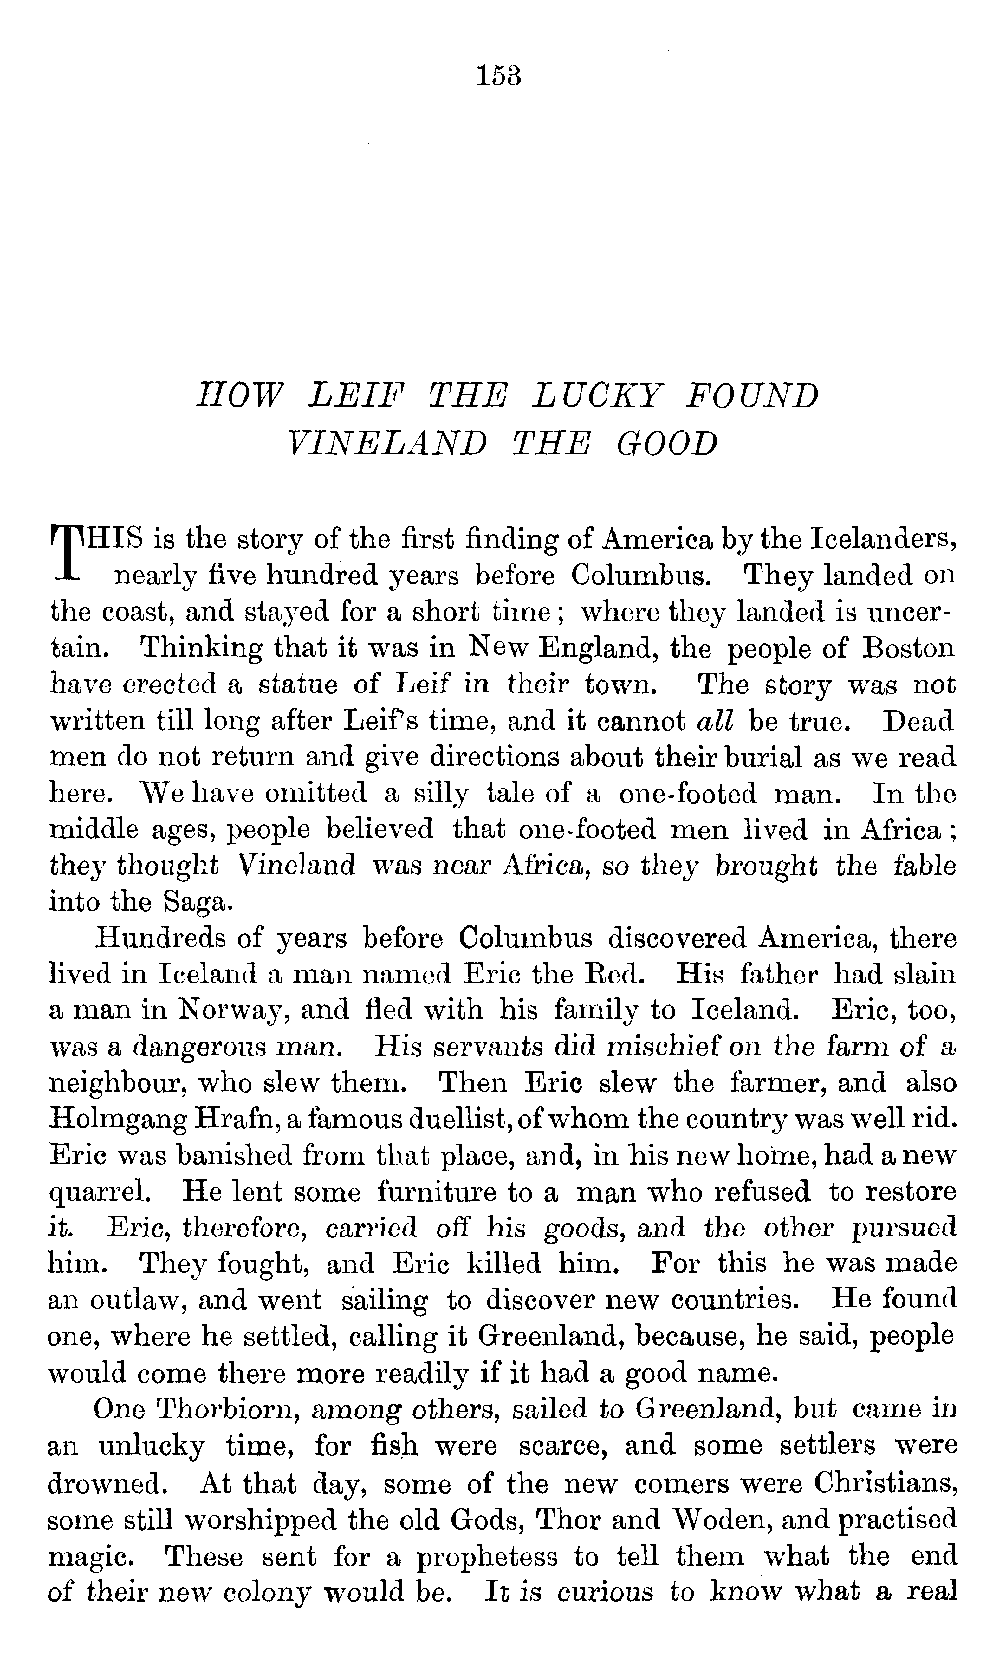 153
HOW LEIF THE LUCKY FOUND
VINELAND THE GOOD
THIS is the story of the first finding of America by the Icelanders,
nearly five hundred years before Columbus. They landed on
the coast, and stayed for a short time; where they landed is uncer-
tain. Thinking that it was in New England, the people of Boston
have erected a statue of Leif in their town. The story was not
written till long after Leif's time, and it cannot all be true. Dead
men do not return and give directions about their burial as we read
here. We have omitted a silly tale of a one-footed man. In the
middle ages, people believed that one-footed men lived in Africa;
they thought Vineland was near Africa, so they brought the fable
into the Saga.
Hundreds of years before Columbus discovered America, there
lived in Iceland a man named Eric the Red. His father had slain
a man in Norway, and fled with his family to Iceland. Eric, too,
was a dangerous man. His servants did mischief on the farm of a
neighbour, who slew them. Then Eric slew the farmer, and also
Holmgang Hrafn, a famous duellist, of whom the country was well rid.
Eric was banished from that place, and, in his new home, had a new
quarrel. He lent some furniture to a man who refused to restore
it. Eric, therefore, carried off his goods, and the other pursued
him. They fought, and Eric killed him. For this he was made
an outlaw, and went sailing to discover new countries. He found
one, where he settled, calling it Greenland, because, he said, people
would come there more readily if it had a good name.
One Thorbiorn, among others, sailed to Greenland, but came in
an unlucky time, for fish were scarce, and some settlers were
drowned. At that day, some of the new comers were Christians,
some still worshipped the old Gods, Thor and Woden, and practised
magic. These sent for a prophetess to tell them what the end
of their new colony would be. It is curious to know what a real